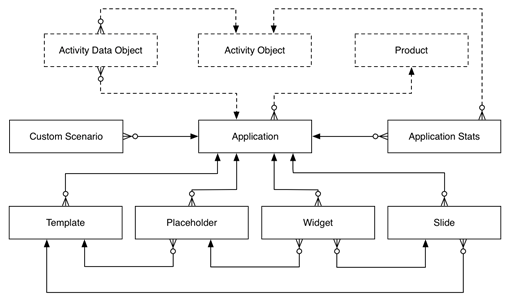 Activity Data Object
Activity Object
Product
Custom Scenario
Application
Application Stats
Template
Placeholder
Widget
Slide